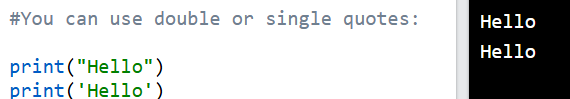 #You can use double or single quotes:
print("Hello")
print('Hello')
Hello
Hello